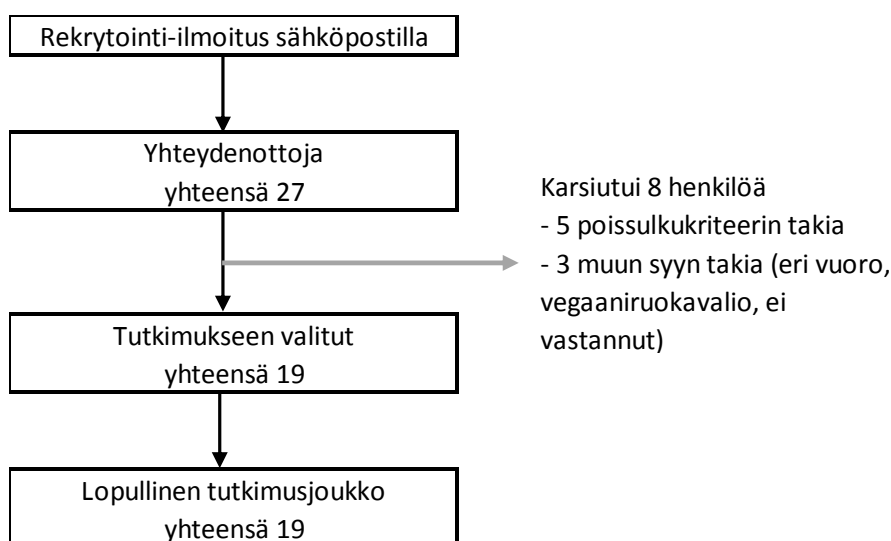 Rekrytointi-ilmoitus sähköpostilla
Yhteydenottoja
yhteensä 27
Karsiutui 8 henkilöä
- 5 poissulkukriteerin takia
- 3 muun syyn takia (eri vuoro,
vegaaniruokavalio, ei
vastannut)
Tutkimukseen valitut
yhteensä 19
Lopullinen tutkimusjoukko
yhteensä 19